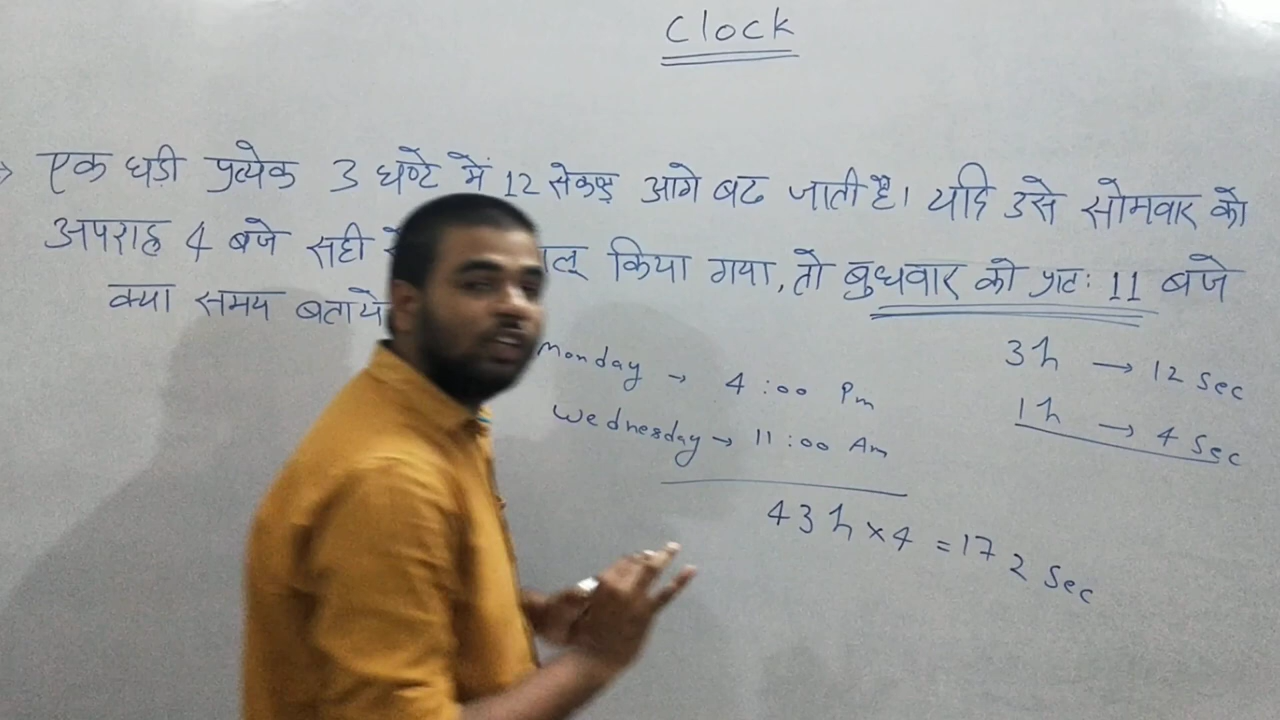 Clock
एक घड़ी प्रत्येक 3 घण्टे में 12 सेकण्ड आगे बढ जाती है। यदि उसे सोमवार को
अपराह्न 4 बजे सही किया गया, तो बुधवार को प्रातः 11 बजे
क्या समय
Monday → 4:00 Pm
Wednesday → 11:00 Am
43h × 4 = 172 Sec
3h → 12 Sec
1h → 4 Sec